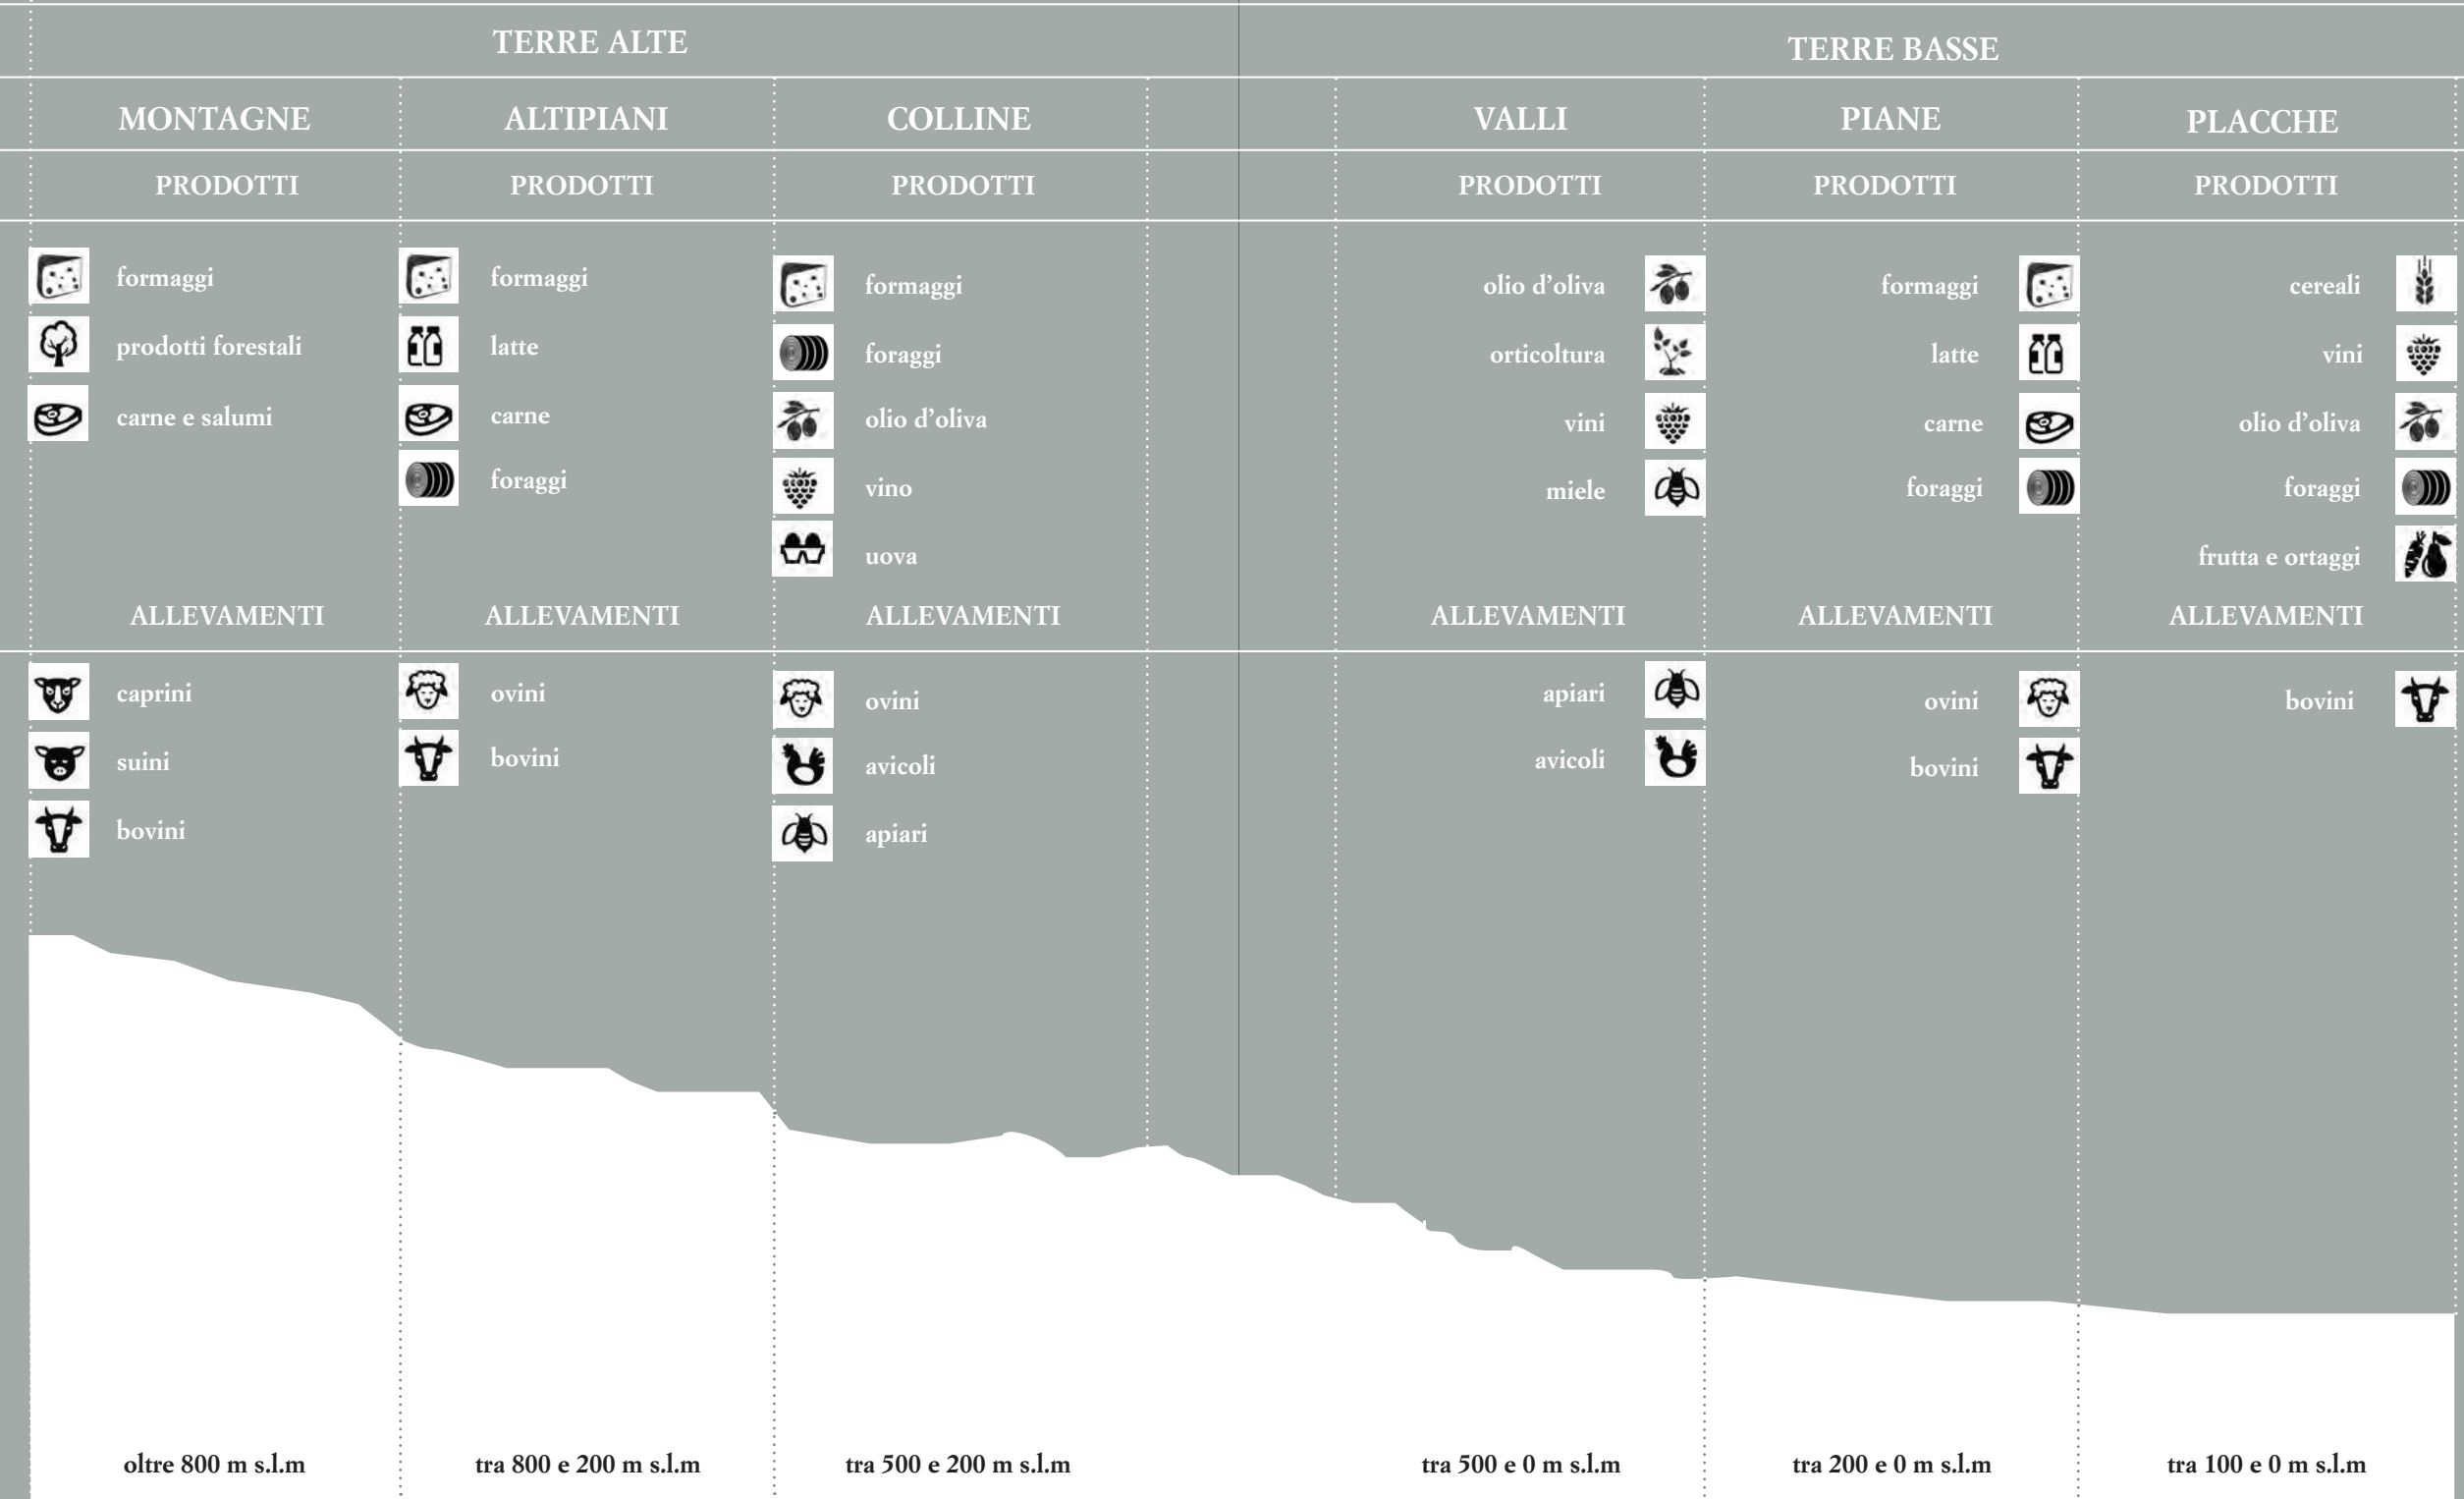 TERRE ALTE
TERRE BASSE
MONTAGNE
ALTIPIANI
COLLINE
VALLI
PIANE
PLACCHE
PRODOTTI
PRODOTTI
PRODOTTI
PRODOTTI
PRODOTTI
PRODOTTI
formaggi
prodotti forestali
carne e salumi
formaggi
latte
carne
foraggi
formaggi
foraggi
olio d’oliva
vino
uova
olio d’oliva
orticoltura
vini
miele
formaggi
latte
carne
foraggi
cereali
vini
olio d’oliva
foraggi
frutta e ortaggi
ALLEVAMENTI
ALLEVAMENTI
ALLEVAMENTI
ALLEVAMENTI
ALLEVAMENTI
ALLEVAMENTI
caprini
suini
bovini
ovini
bovini
ovini
avicoli
apiari
apiari
avicoli
ovini
bovini
bovini
oltre 800 m s.l.m
tra 800 e 200 m s.l.m
tra 500 e 200 m s.l.m
tra 500 e 0 m s.l.m
tra 200 e 0 m s.l.m
tra 100 e 0 m s.l.m